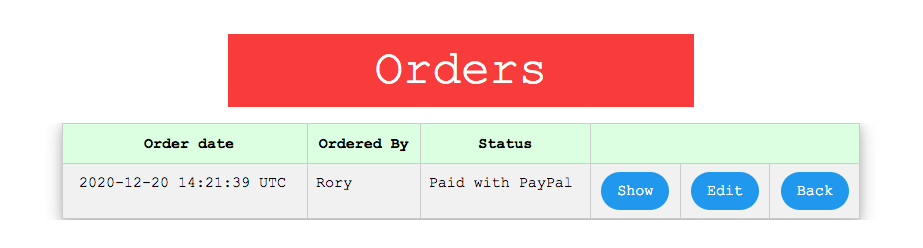 Orders
Order date Ordered By Status
2020-12-20 14:21:39 UTC Rory Paid with PayPal Show Edit Back